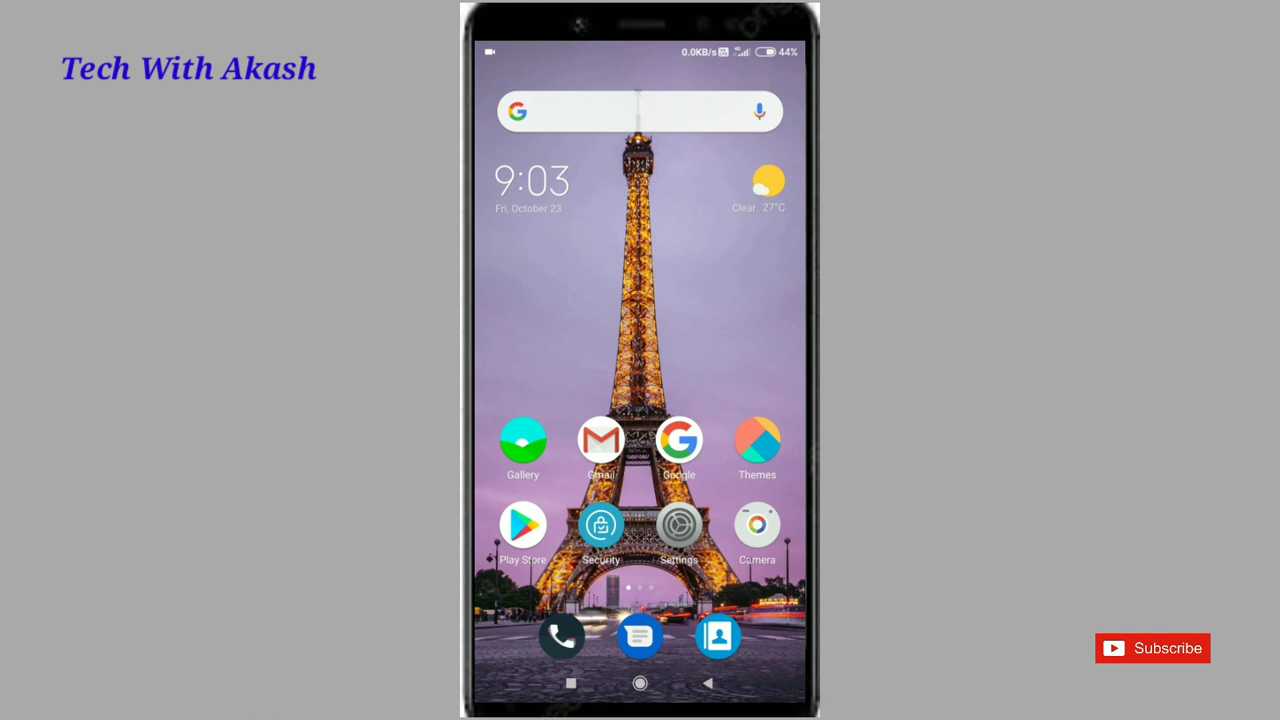 Tech With Akash
0.0KB/s 4G 44%
9:03
Fri, October 23
Clear 27°C
Gallery Gmail Google Themes
Play Store Security Settings Camera
Subscribe